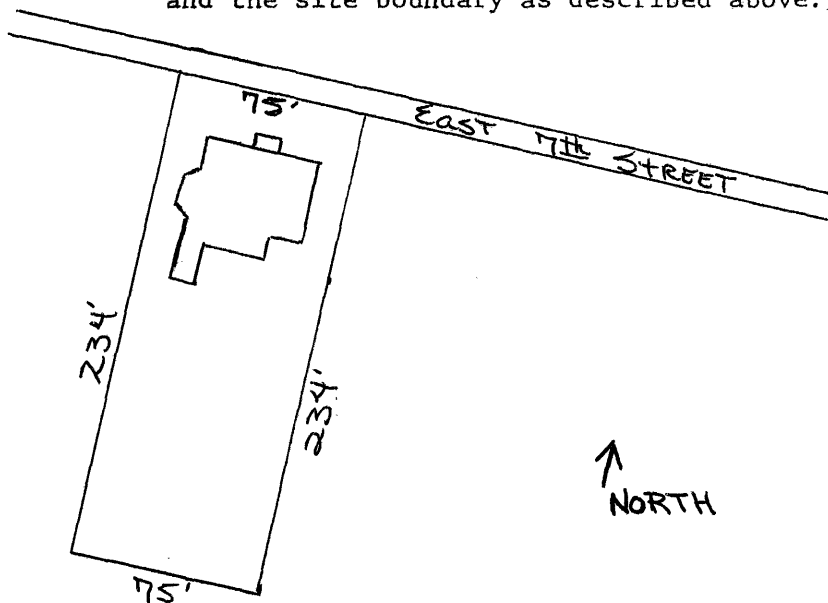 and the site boundary as described above.
75'
East 7th Street
234'
234'
North
75'